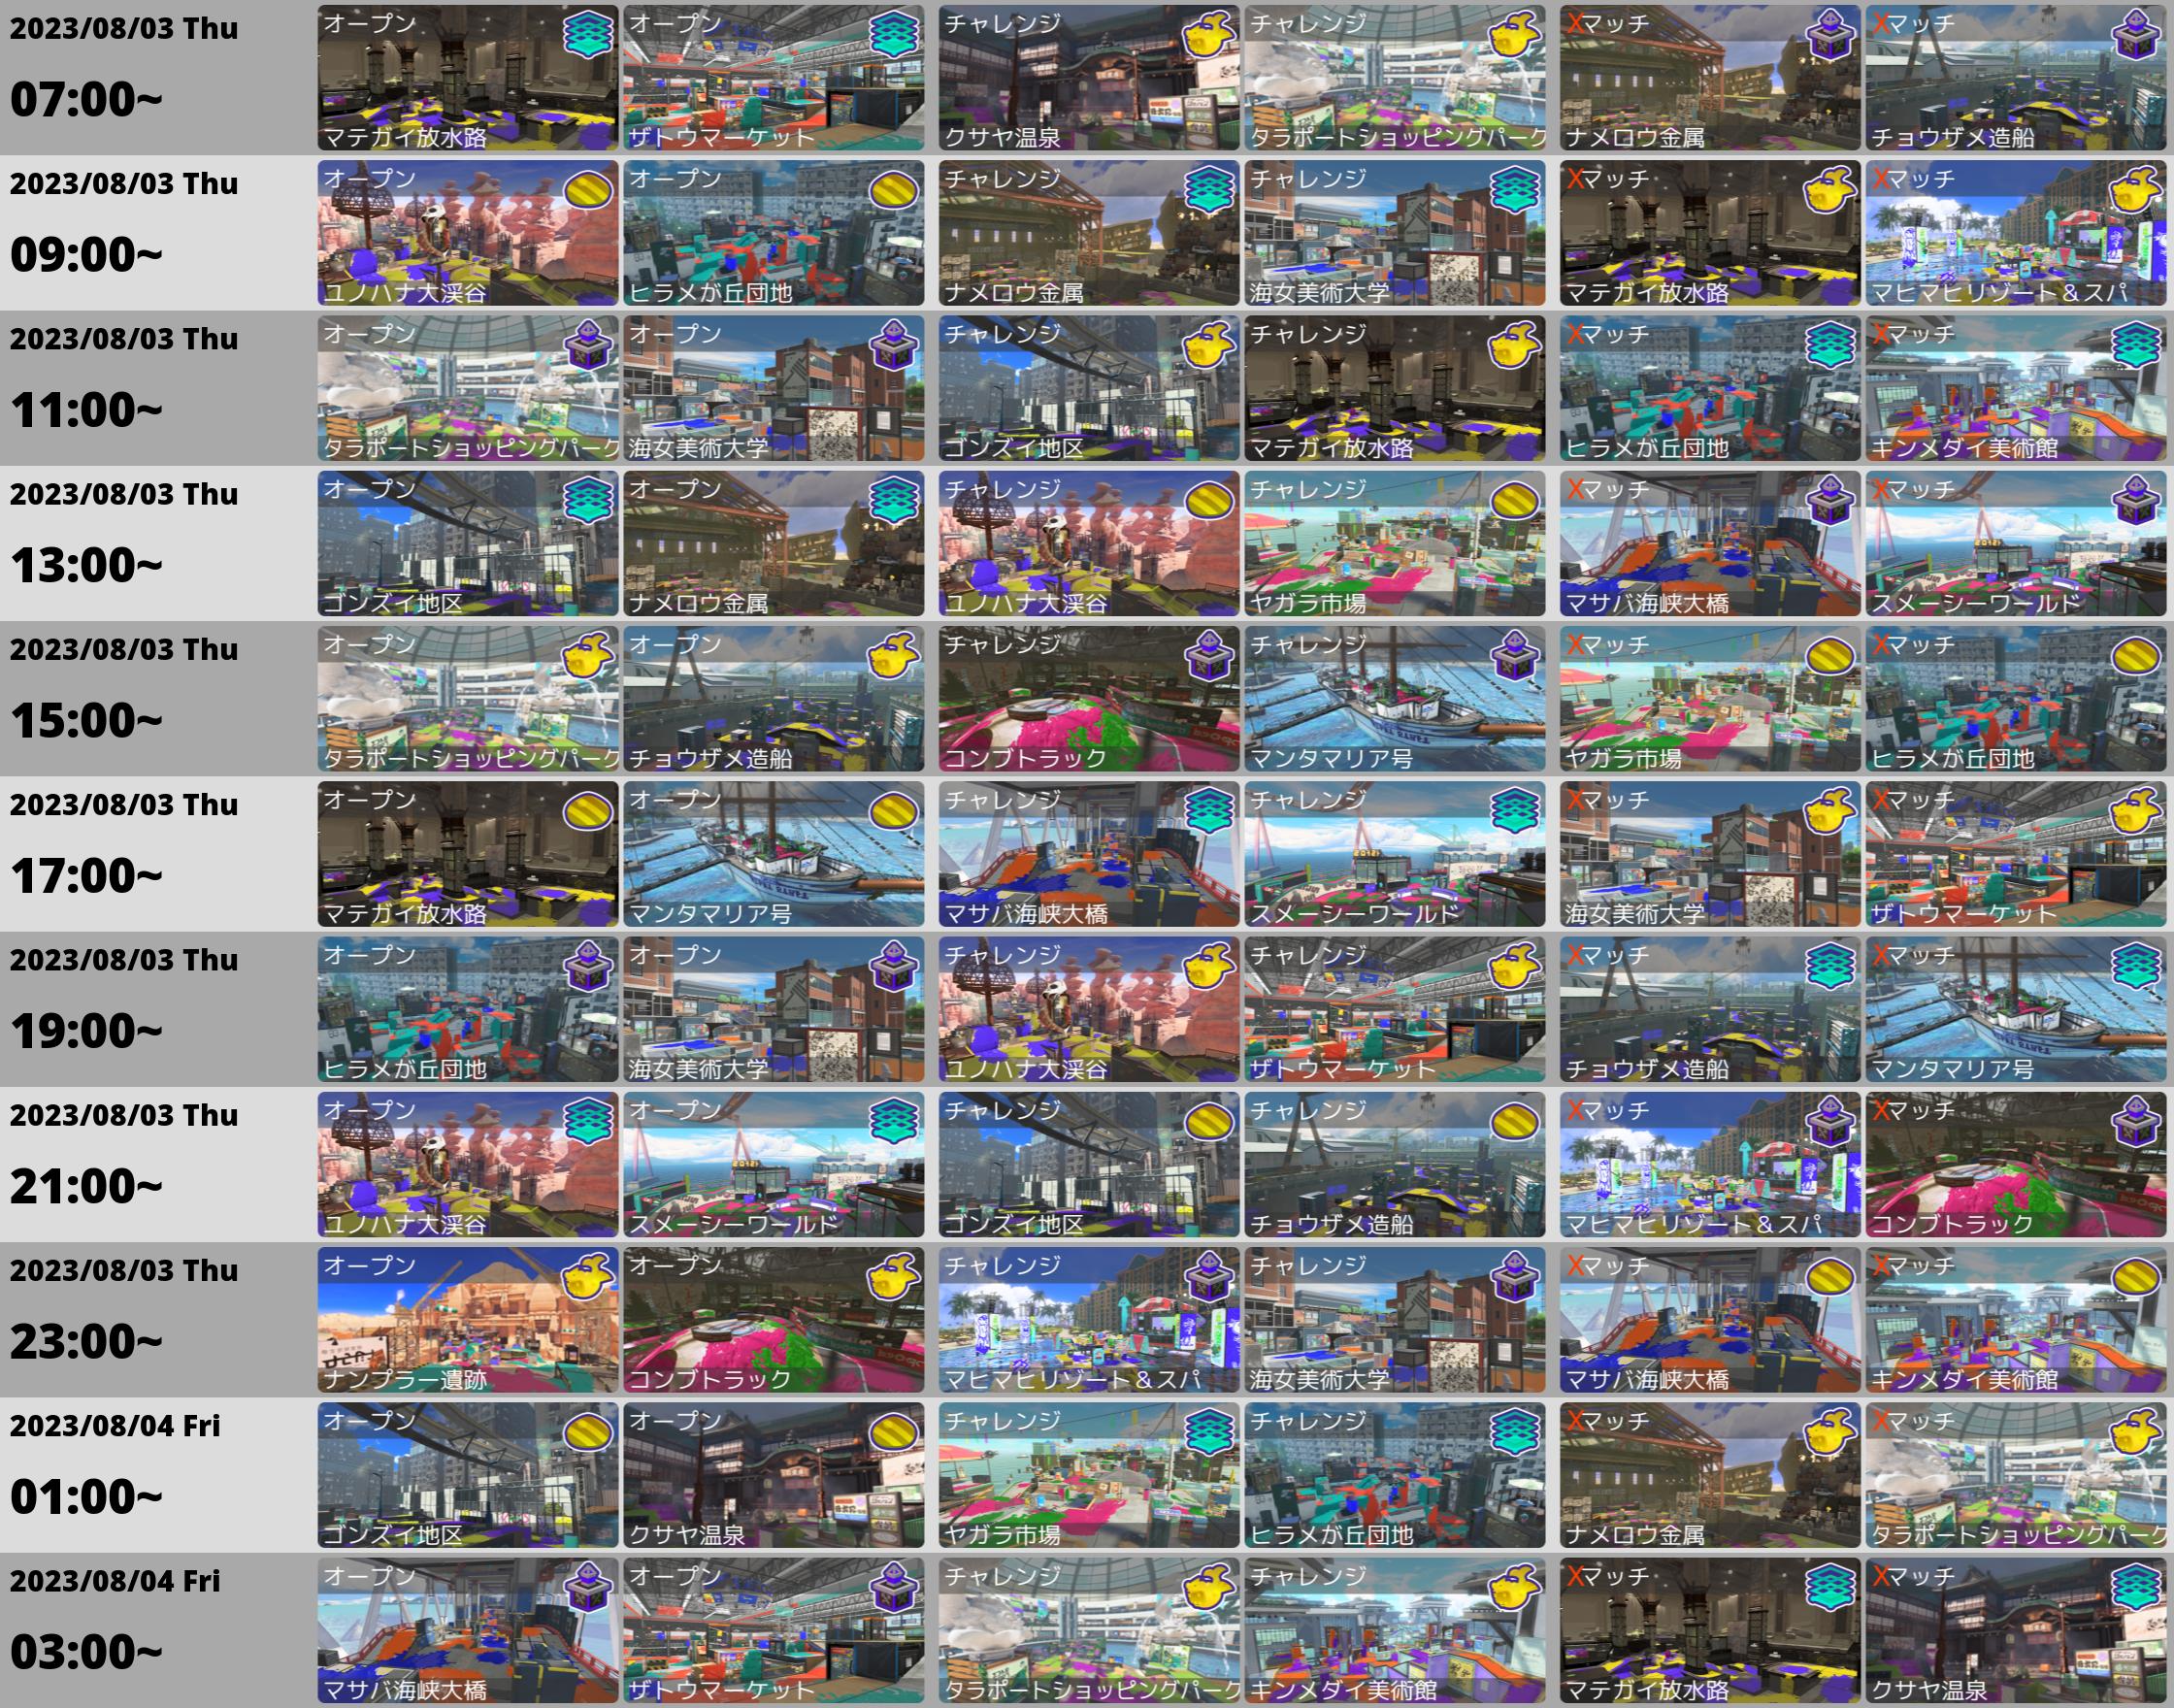 2023/08/03 Thu
07:00~
オープン オープン チャレンジ チャレンジ Xマッチ Xマッチ
マテガイ放水路 ザトウマーケット クサヤ温泉 タラポートショッピングパーク ナメロウ金属 チョウザメ造船
2023/08/03 Thu
09:00~
オープン オープン チャレンジ チャレンジ Xマッチ Xマッチ
ユノハナ大渓谷 ヒラメが丘団地 ナメロウ金属 海女美術大学 マテガイ放水路 マヒマヒリゾート＆スパ
2023/08/03 Thu
11:00~
オープン オープン チャレンジ チャレンジ Xマッチ Xマッチ
タラポートショッピングパーク 海女美術大学 ゴンズイ地区 マテガイ放水路 ヒラメが丘団地 キンメダイ美術館
2023/08/03 Thu
13:00~
オープン オープン チャレンジ チャレンジ Xマッチ Xマッチ
ゴンズイ地区 ナメロウ金属 ユノハナ大渓谷 ヤガラ市場 マサバ海峡大橋 スメーシーワールド
2023/08/03 Thu
15:00~
オープン オープン チャレンジ チャレンジ Xマッチ Xマッチ
タラポートショッピングパーク チョウザメ造船 コンブトラック マンタマリア号 ヤガラ市場 ヒラメが丘団地
2023/08/03 Thu
17:00~
オープン オープン チャレンジ チャレンジ Xマッチ Xマッチ
マテガイ放水路 マンタマリア号 マサバ海峡大橋 スメーシーワールド 海女美術大学 ザトウマーケット
2023/08/03 Thu
19:00~
オープン オープン チャレンジ チャレンジ Xマッチ Xマッチ
ヒラメが丘団地 海女美術大学 ユノハナ大渓谷 ザトウマーケット チョウザメ造船 マンタマリア号
2023/08/03 Thu
21:00~
オープン オープン チャレンジ チャレンジ Xマッチ Xマッチ
ユノハナ大渓谷 スメーシーワールド ゴンズイ地区 チョウザメ造船 マヒマヒリゾート＆スパ コンブトラック
2023/08/03 Thu
23:00~
オープン オープン チャレンジ チャレンジ Xマッチ Xマッチ
ナンプラー遺跡 コンブトラック マヒマヒリゾート＆スパ 海女美術大学 マサバ海峡大橋 キンメダイ美術館
2023/08/04 Fri
01:00~
オープン オープン チャレンジ チャレンジ Xマッチ Xマッチ
ゴンズイ地区 クサヤ温泉 ヤガラ市場 ヒラメが丘団地 ナメロウ金属 タラポートショッピングパーク
2023/08/04 Fri
03:00~
オープン オープン チャレンジ チャレンジ Xマッチ Xマッチ
マサバ海峡大橋 ザトウマーケット タラポートショッピングパーク キンメダイ美術館 マテガイ放水路 クサヤ温泉